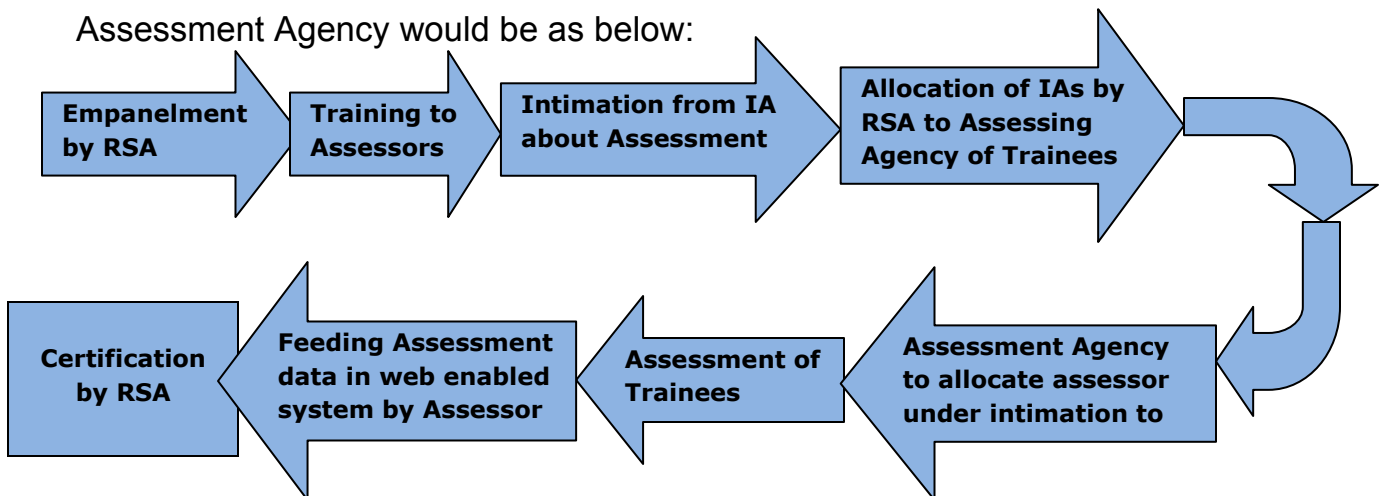 Assessment Agency would be as below:
Empanelment
by RSA
Training to
Assessors
Intimation from IA
about Assessment
Allocation of IAs by
RSA to Assessing
Agency of Trainees
Assessment Agency
to allocate assessor
under intimation to
Assessment of
Trainees
Feeding Assessment
data in web enabled
system by Assessor
Certification
by RSA